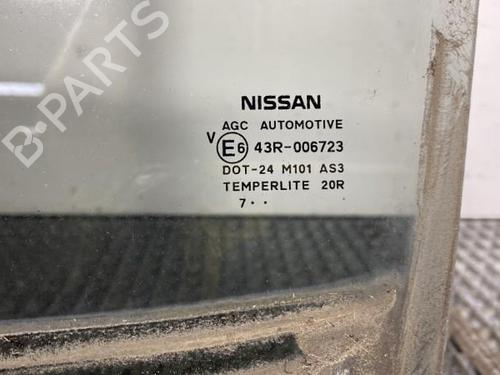 NISSAN
AGC AUTOMOTIVE
V E6 43R-006723
DOT-24 M101 AS3
TEMPERLITE 20R
7 · ·
B-PARTS